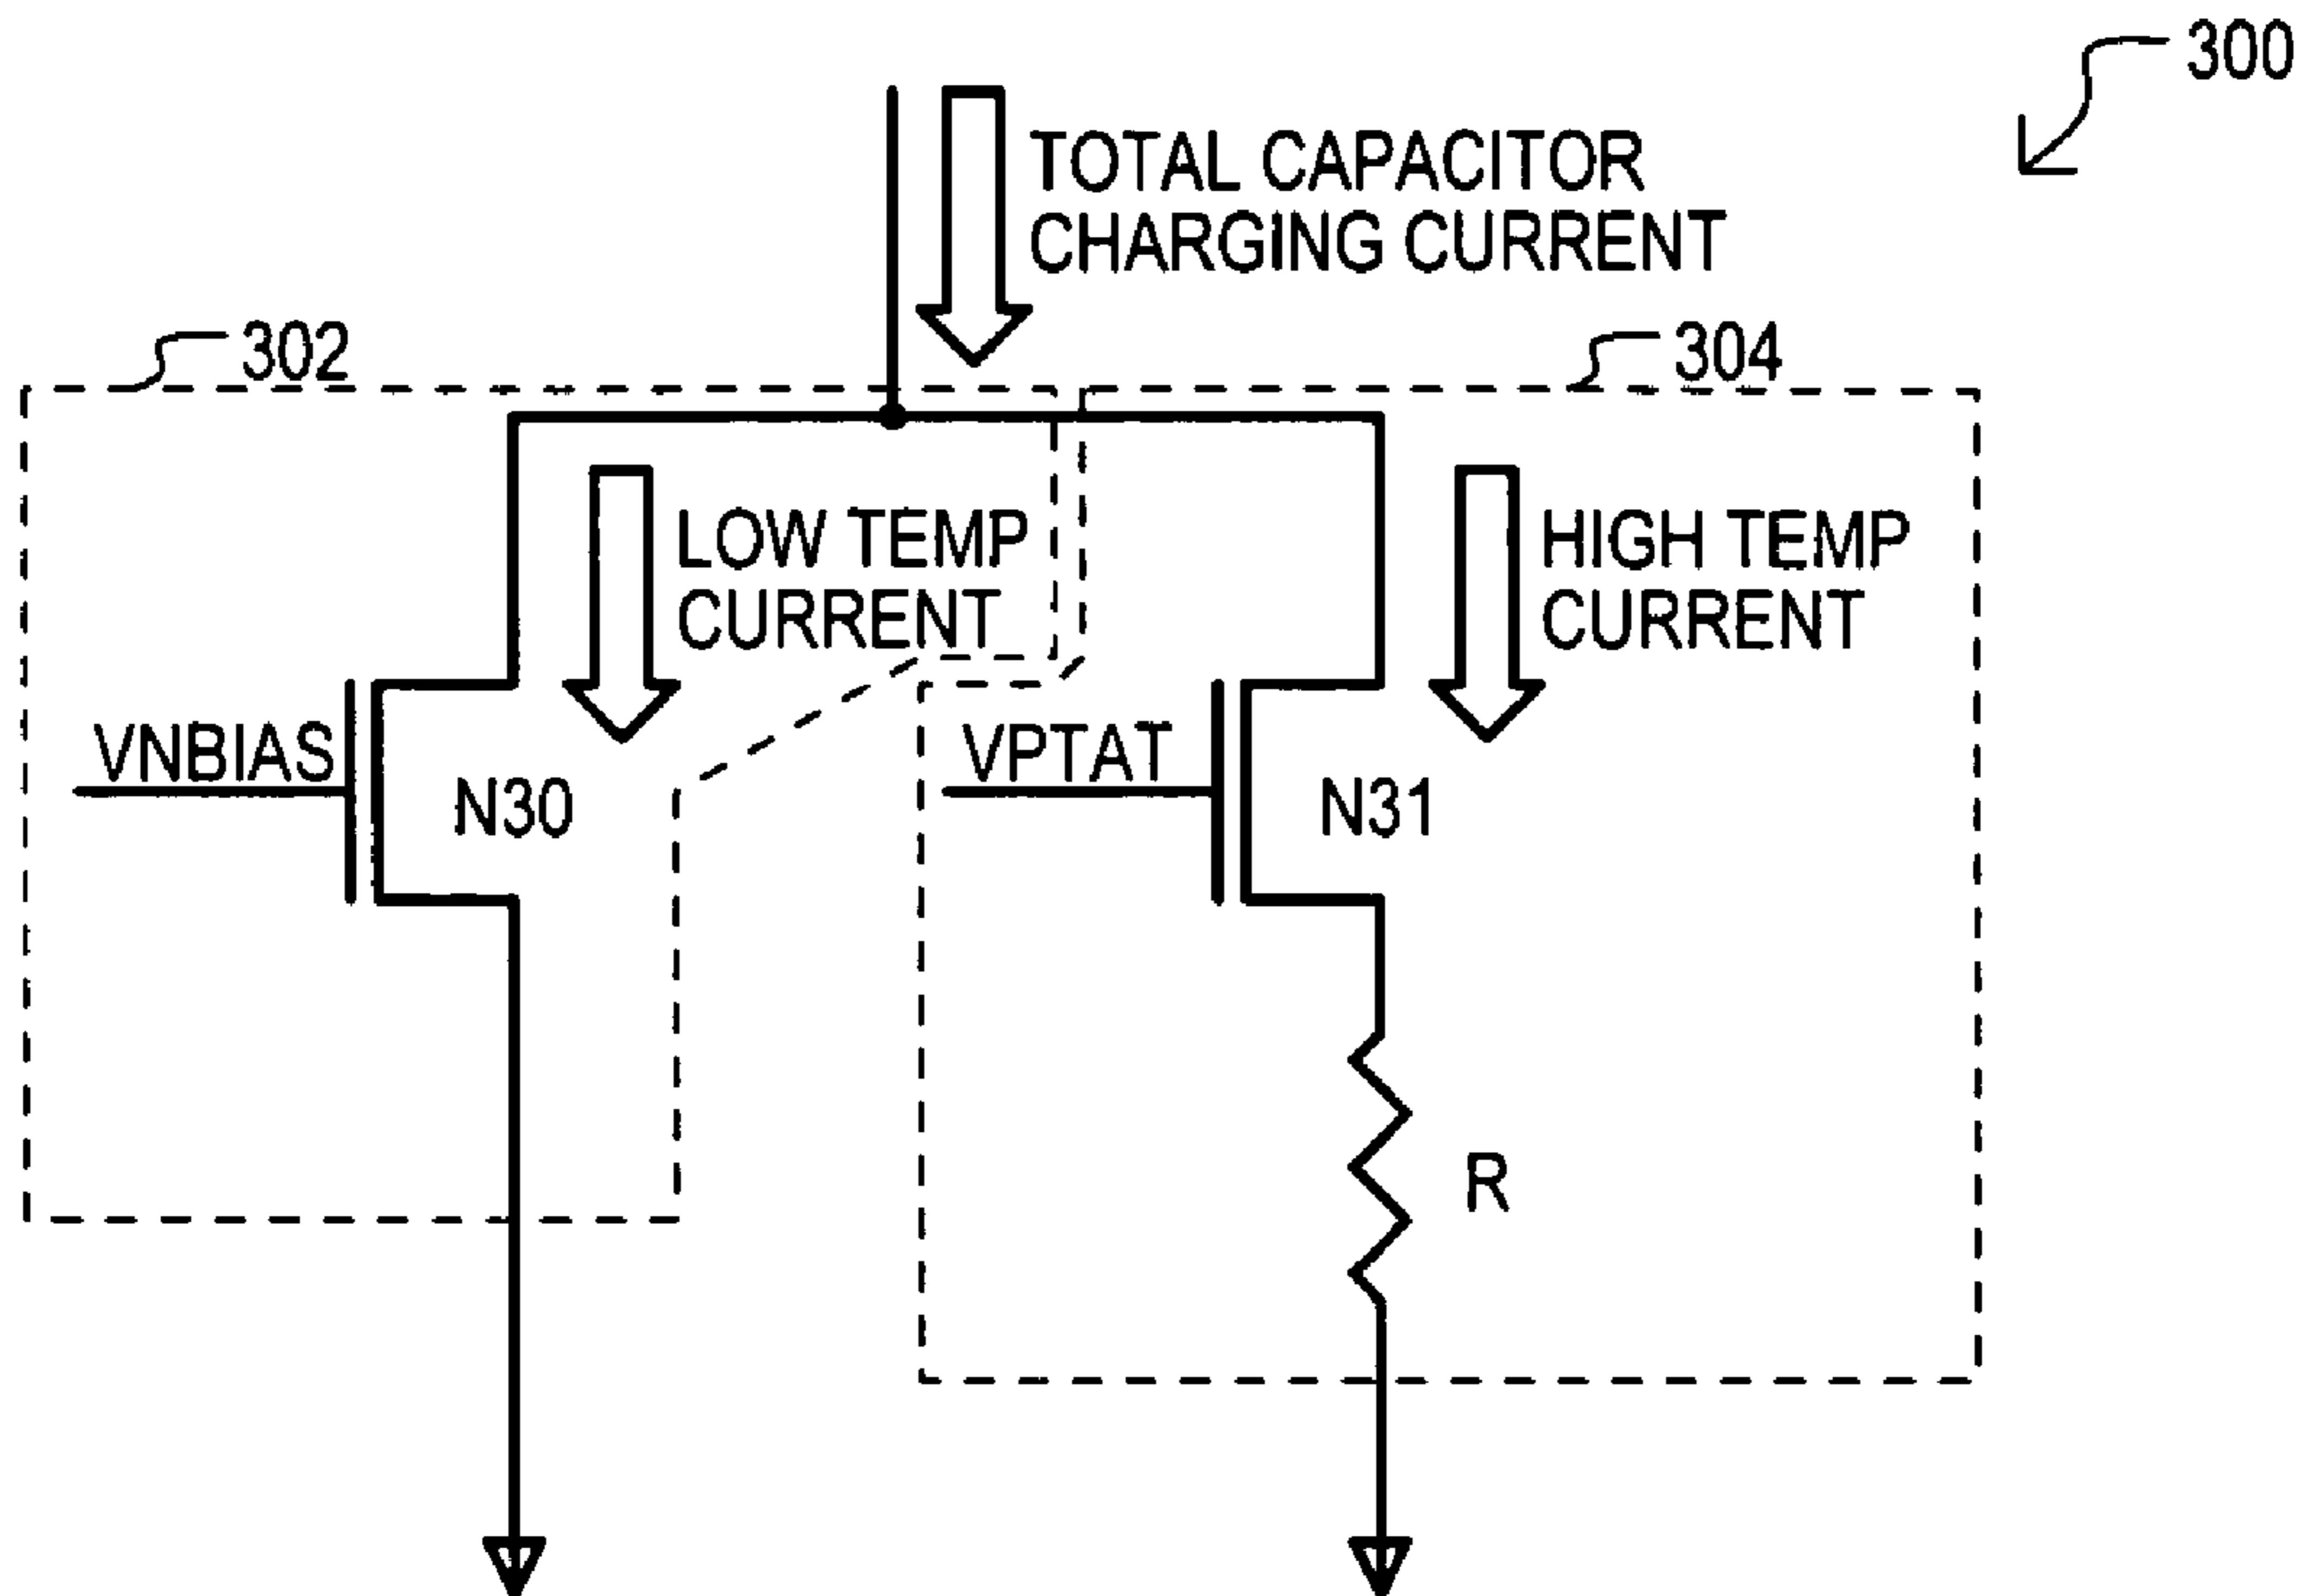 300
TOTAL CAPACITOR
CHARGING CURRENT
302
304
LOW TEMP
CURRENT
HIGH TEMP
CURRENT
VNBIAS
N30
VPTAT
N31
R